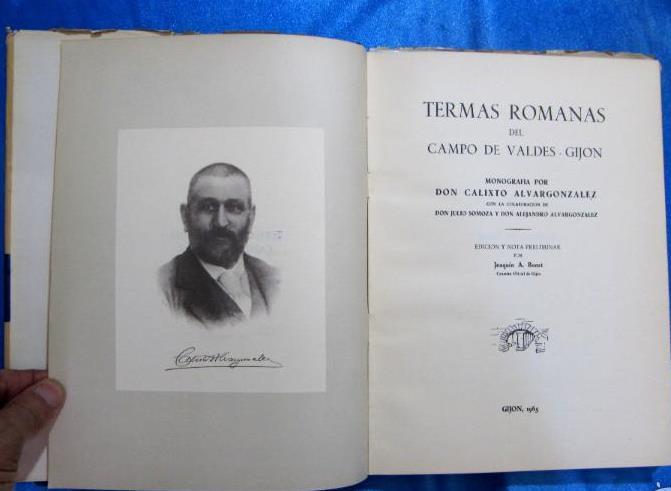 TERMAS ROMANAS
DEL
CAMPO DE VALDES - GIJON
MONOGRAFIA POR
DON CALIXTO ALVARGONZALEZ
CON LA COLABORACION DE
DON JULIO SOMOZA Y DON ALEJANDRO ALVARGONZALEZ
EDICION Y NOTA PRELIMINAR
POR
Joaquín A. Bonet
Cronista Oficial de Gijón
GIJON, 1965